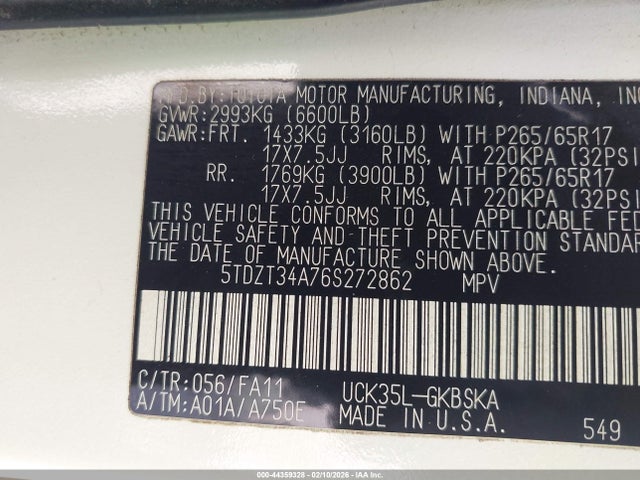 MFD.BY:TOYOTA MOTOR MANUFACTURING, INDIANA, INC
GVWR:2993KG (6600LB)
GAWR:FRT. 1433KG (3160LB) WITH P265/65R17
17X7.5JJ RIMS, AT 220KPA (32PSI
RR. 1769KG (3900LB) WITH P265/65R17
17X7.5JJ RIMS, AT 220KPA (32PSI
THIS VEHICLE CONFORMS TO ALL APPLICABLE FEDE
VEHICLE SAFETY AND THEFT PREVENTION STANDAR
THE DATE OF MANUFACTURE SHOWN ABOVE.
5TDZT34A76S272862 MPV
C/TR:056/FA11 UCK35L-GKBSKA
A/TM:A01A/A750E MADE IN U.S.A. 549
000-44359328 - 02/10/2026 - COPART